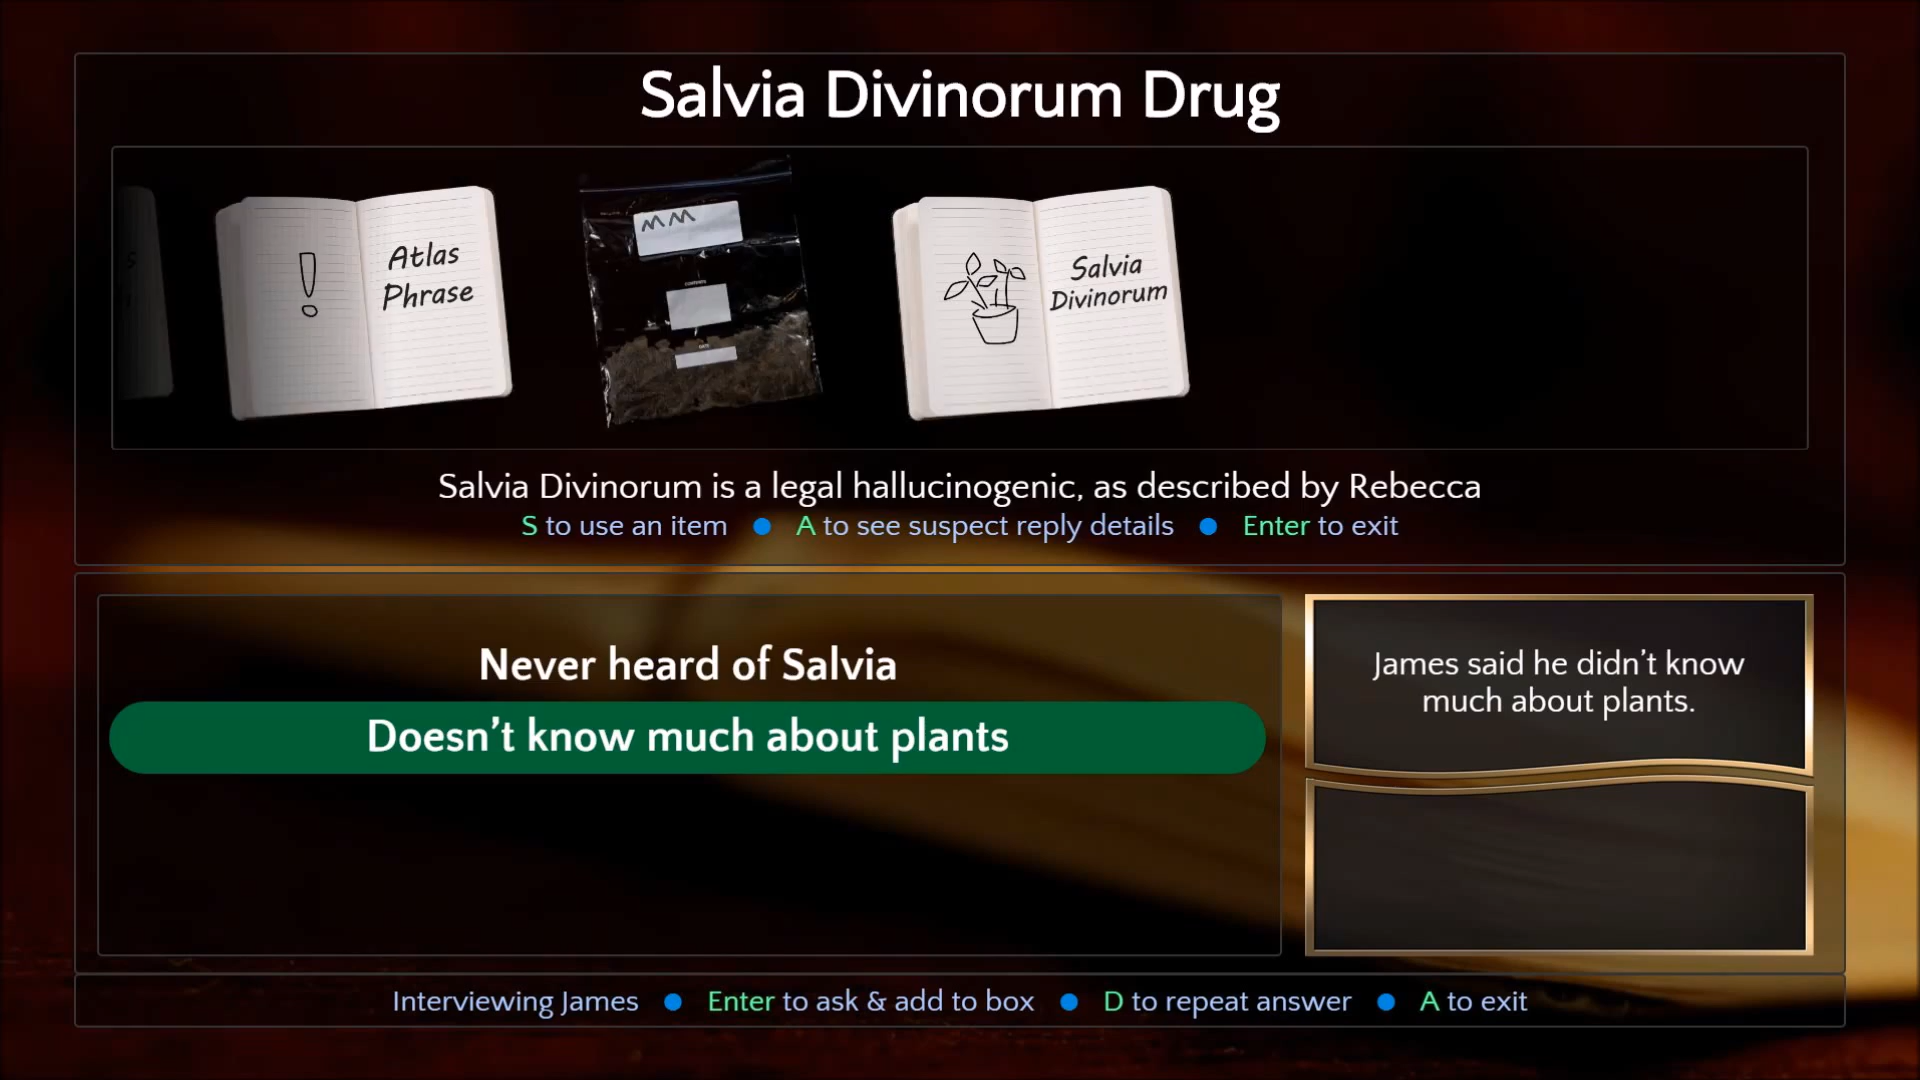 Salvia Divinorum Drug
Atlas
Phrase
MM
Salvia
Divinorum
Salvia Divinorum is a legal hallucinogenic, as described by Rebecca
S to use an item ● A to see suspect reply details ● Enter to exit
Never heard of Salvia
Doesn't know much about plants
James said he didn't know
much about plants.
Interviewing James ● Enter to ask & add to box ● D to repeat answer ● A to exit